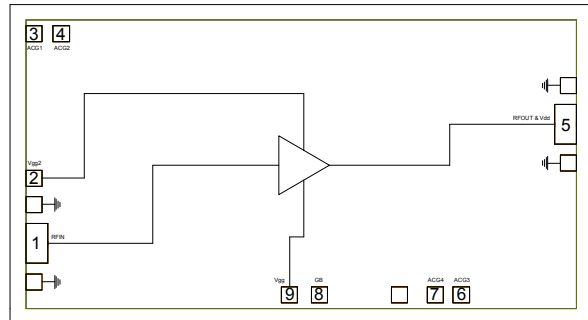 3 4
ACG1 ACG2
RFOUT & Vdd 5
Vgg2
2
1 RFIN
Vgg GB ACG4 ACG3
9 8 7 6